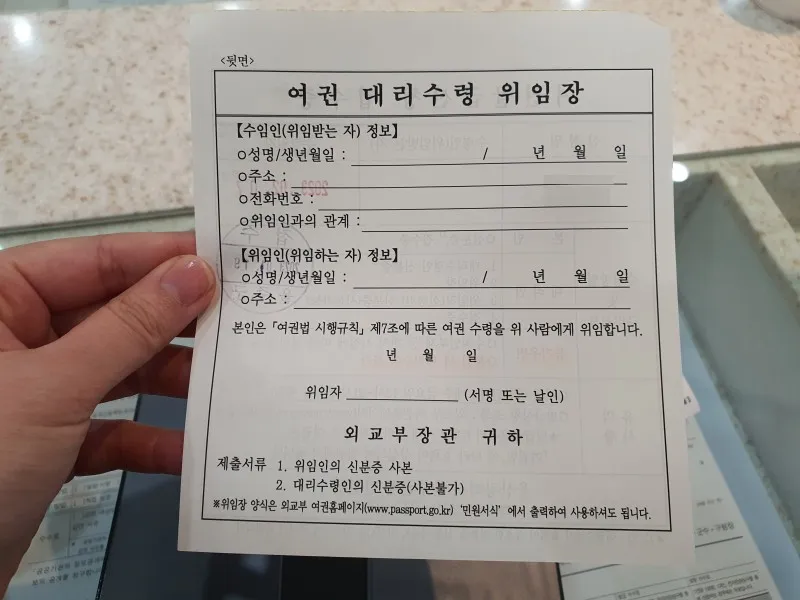 <뒷면>
여권 대리수령 위임장
【수임인(위임받는 자) 정보】
○성명/생년월일 : / 년 월 일
○주소 :
○전화번호 :
○위임인과의 관계 :
【위임인(위임하는 자) 정보】
○성명/생년월일 : / 년 월 일
○주소 :
본인은 「여권법 시행규칙」 제7조에 따른 여권 수령을 위 사람에게 위임합니다.
년 월 일
위임자 (서명 또는 날인)
외교부장관 귀하
제출서류 1. 위임인의 신분증 사본
2. 대리수령인의 신분증(사본불가)
※위임장 양식은 외교부 여권홈페이지(www.passport.go.kr) '민원서식' 에서 출력하여 사용하셔도 됩니다.